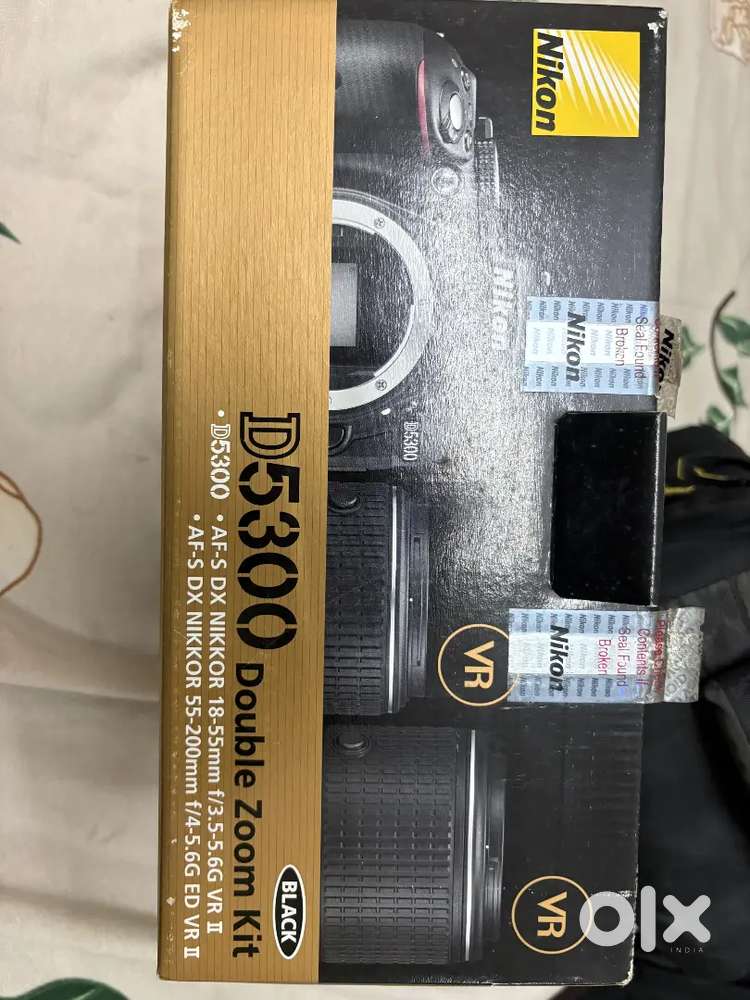 Nikon
Nikon
D5300
D5300 Double Zoom Kit
BLACK
• D5300 • AF-S DX NIKKOR 18-55mm f/3.5-5.6G VR II
• AF-S DX NIKKOR 55-200mm f/4-5.6G ED VR II
VR
VR
Nikon
Seal Found
Broken
Nikon
Nikon
Seal Found
Broken
olx
INDIA